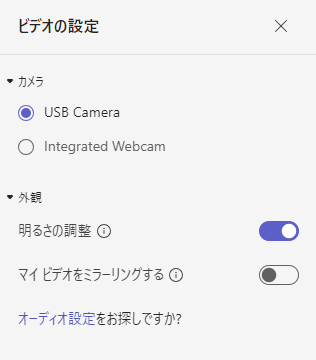 ビデオの設定
カメラ
USB Camera
Integrated Webcam
外観
明るさの調整
マイ ビデオをミラーリングする
オーディオ設定をお探しですか?